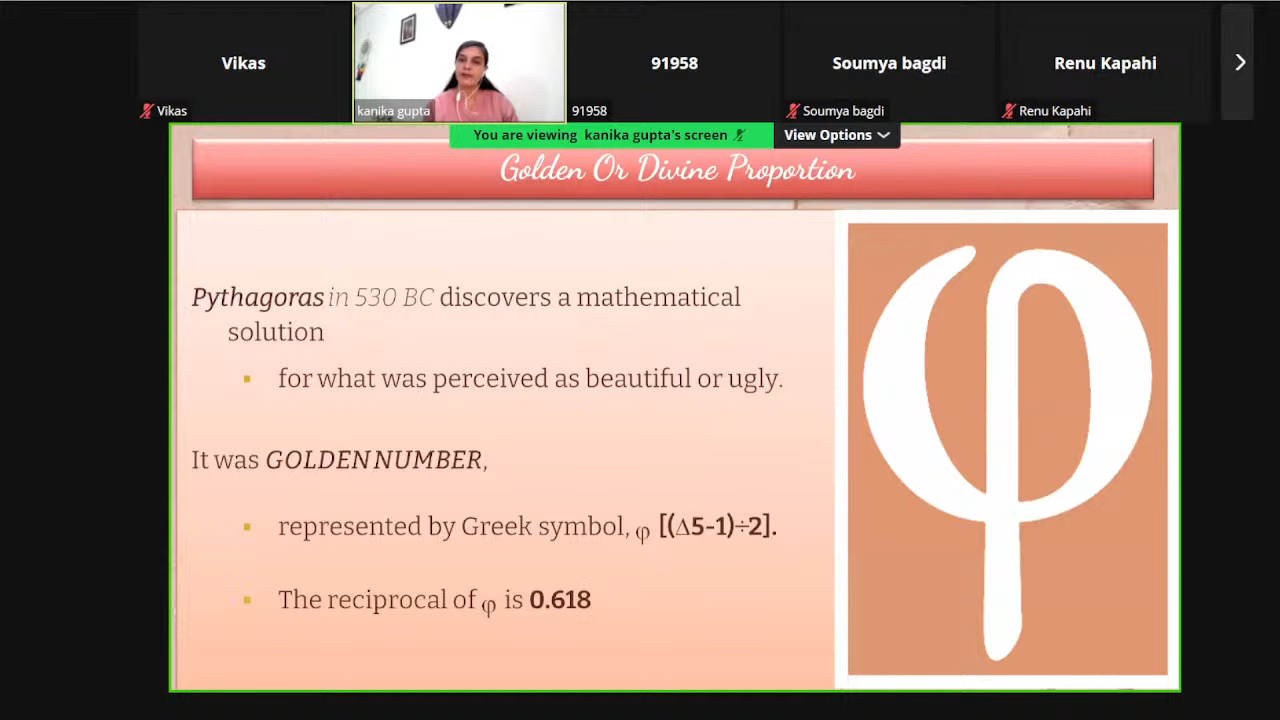 Vikas
91958
Soumya bagdi
Renu Kapahi
Vikas
kanika gupta
91958
Soumya bagdi
Renu Kapahi
You are viewing kanika gupta's screen
View Options
Golden Or Divine Proportion
Pythagoras in 530 BC discovers a mathematical
solution
▪ for what was perceived as beautiful or ugly.
It was GOLDEN NUMBER,
▪ represented by Greek symbol, φ [(∆5-1)÷2].
▪ The reciprocal of φ is 0.618
φ